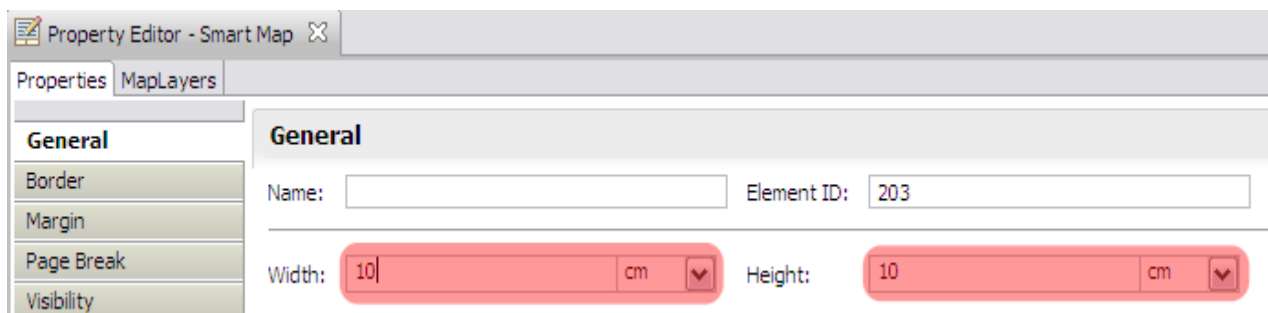 Property Editor - Smart Map
Properties MapLayers
General
Border
Margin
Page Break
Visibility
General
Name: Element ID: 203
Width: 10 cm Height: 10 cm